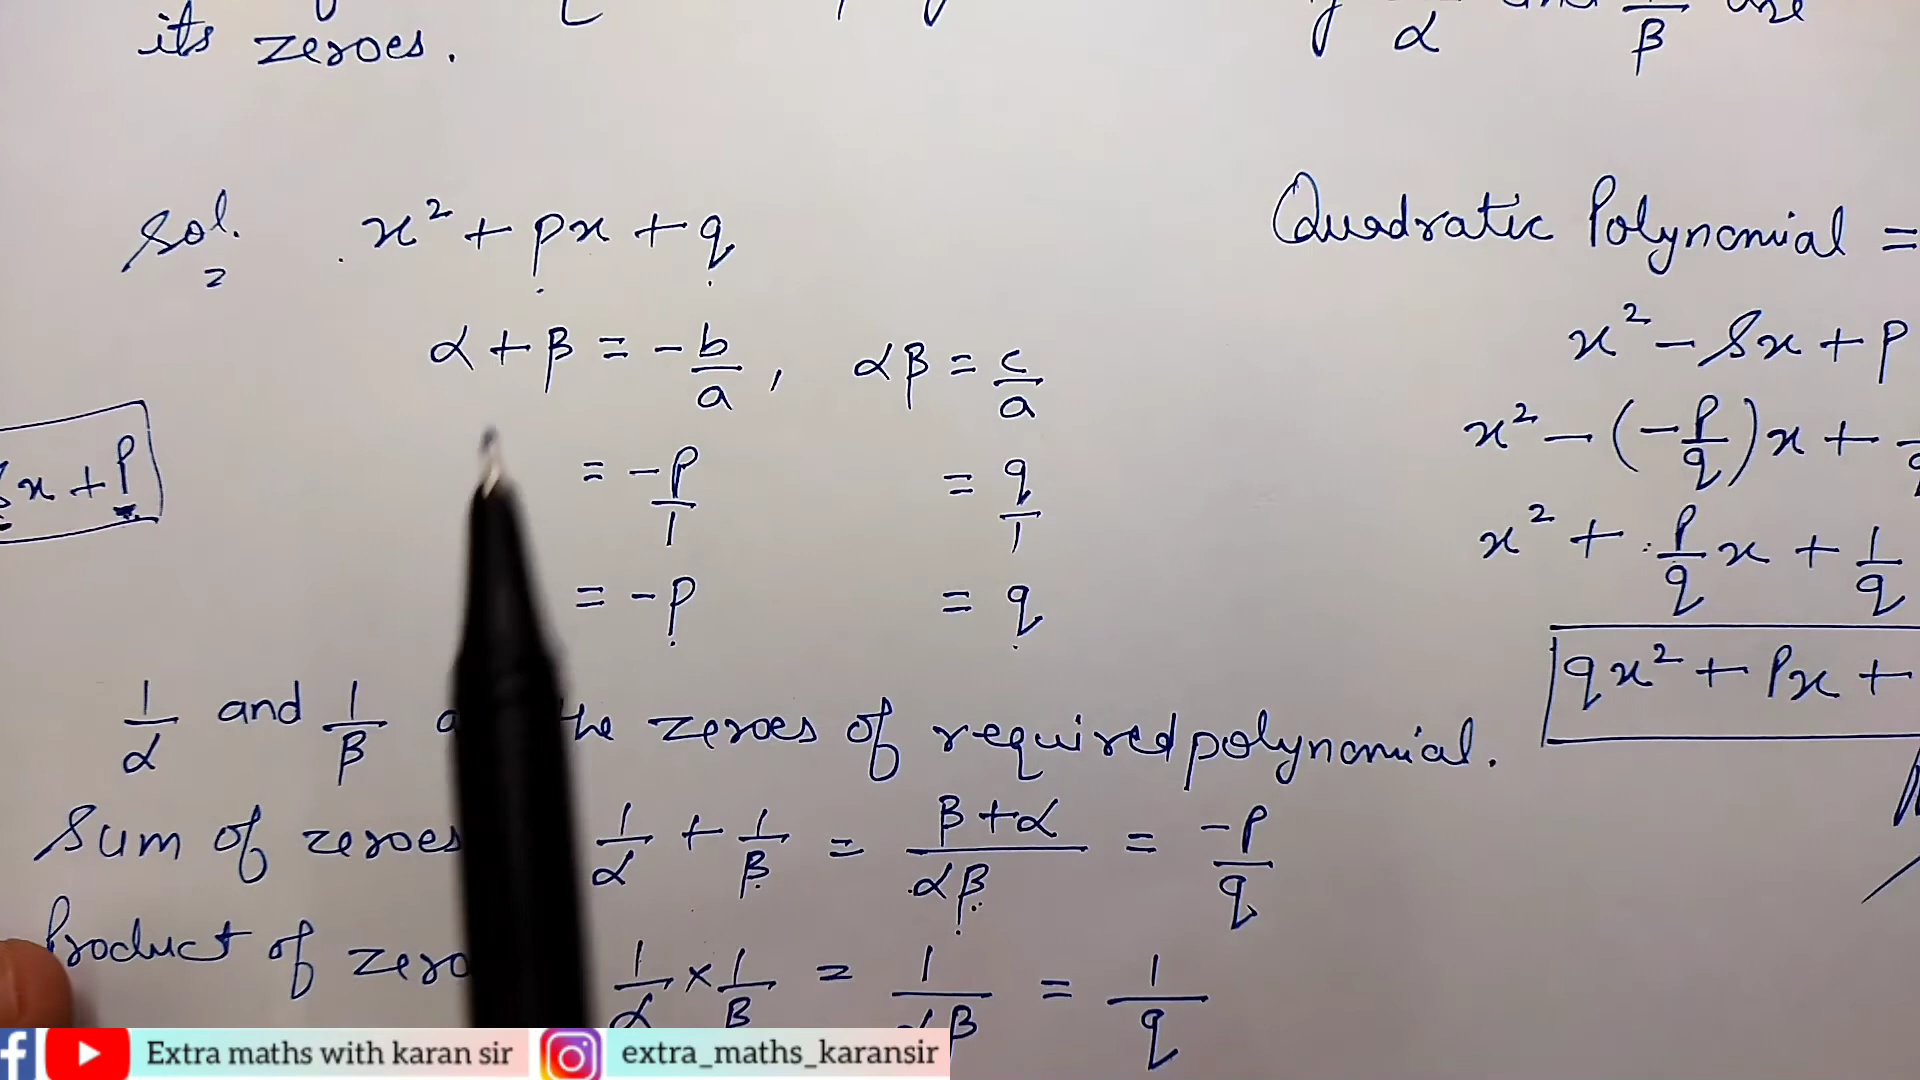 its zeroes.
α β
Sol. x² + px + q
α + β = -b/a , αβ = c/a
= -p/1 = q/1
= -p = q
x + P
1/α and 1/β the zeroes of required polynomial.
Sum of zeroes 1/α + 1/β = β+α/αβ = -p/q
Product of 1/α × 1/β = 1/αβ = 1/q
Quadratic Polynomial =
x² - Sx + P
x² - (-p/q)x +
x² + p/q x + 1/q
qx² + Px +
Extra maths with karan sir
extra_maths_karansir